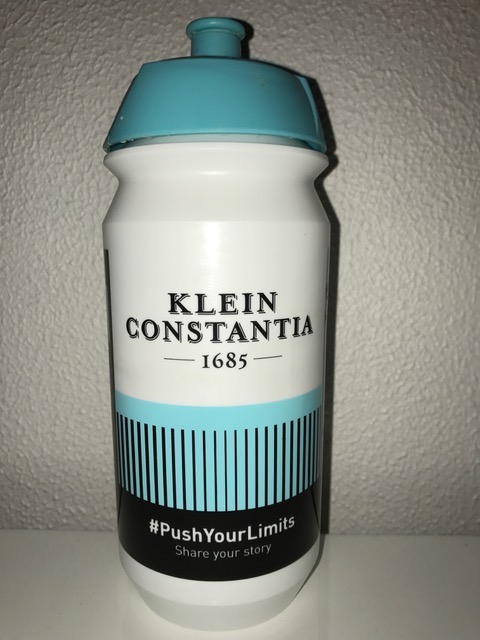 KLEIN
CONSTANTIA
1685
#PushYourLimits
Share your story